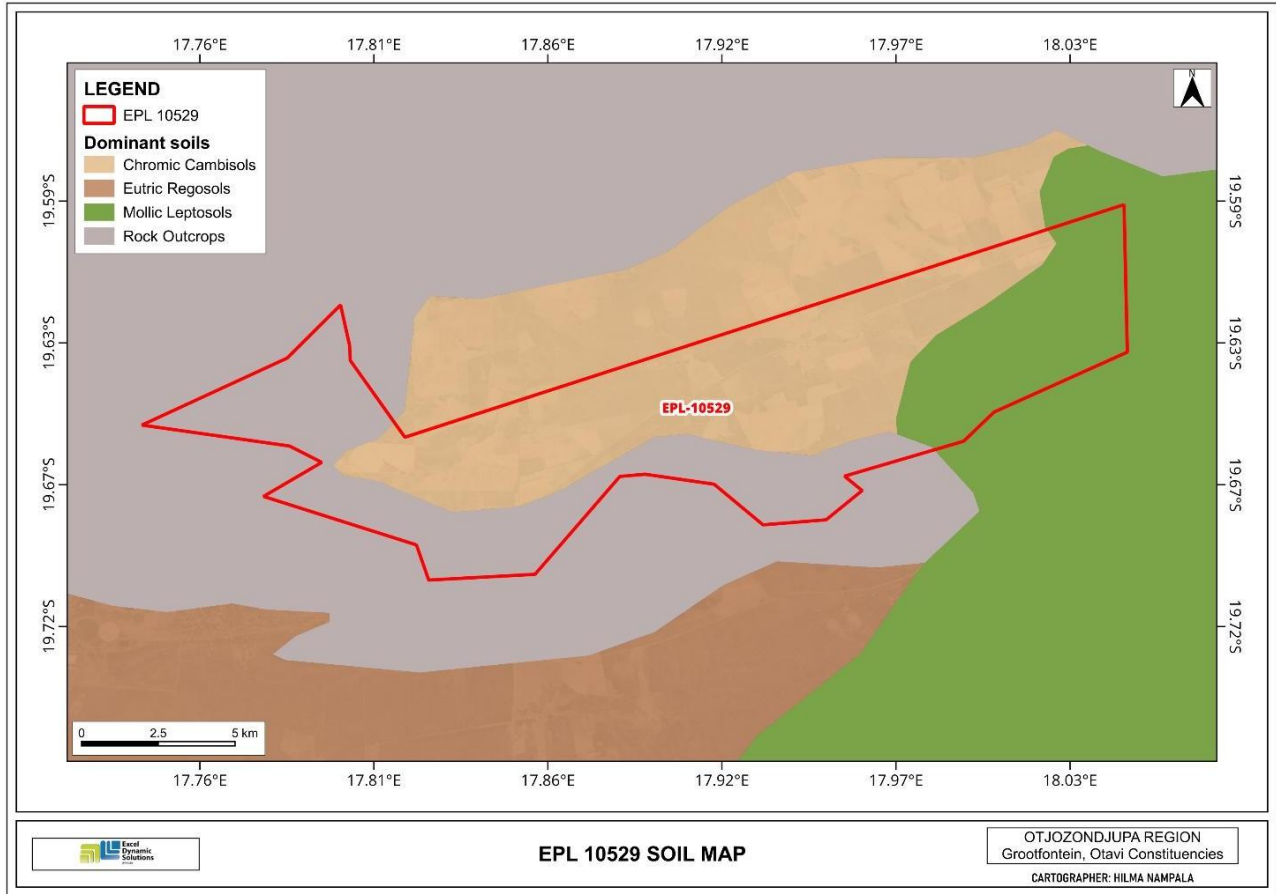 17.76°E 17.81°E 17.86°E 17.92°E 17.97°E 18.03°E
LEGEND
EPL 10529
Dominant soils
Chromic Cambisols
Eutric Regosols
Mollic Leptosols
Rock Outcrops
N
19.59°S 19.59°S
19.63°S 19.63°S
EPL-10529
19.67°S 19.67°S
19.72°S 19.72°S
0 2.5 5 km
17.76°E 17.81°E 17.86°E 17.92°E 17.97°E 18.03°E
Excel
Dynamic
Solutions
EPL 10529 SOIL MAP
OTJOZONDJUPA REGION
Grootfontein, Otavi Constituencies
CARTOGRAPHER: HILMA NAMPALA